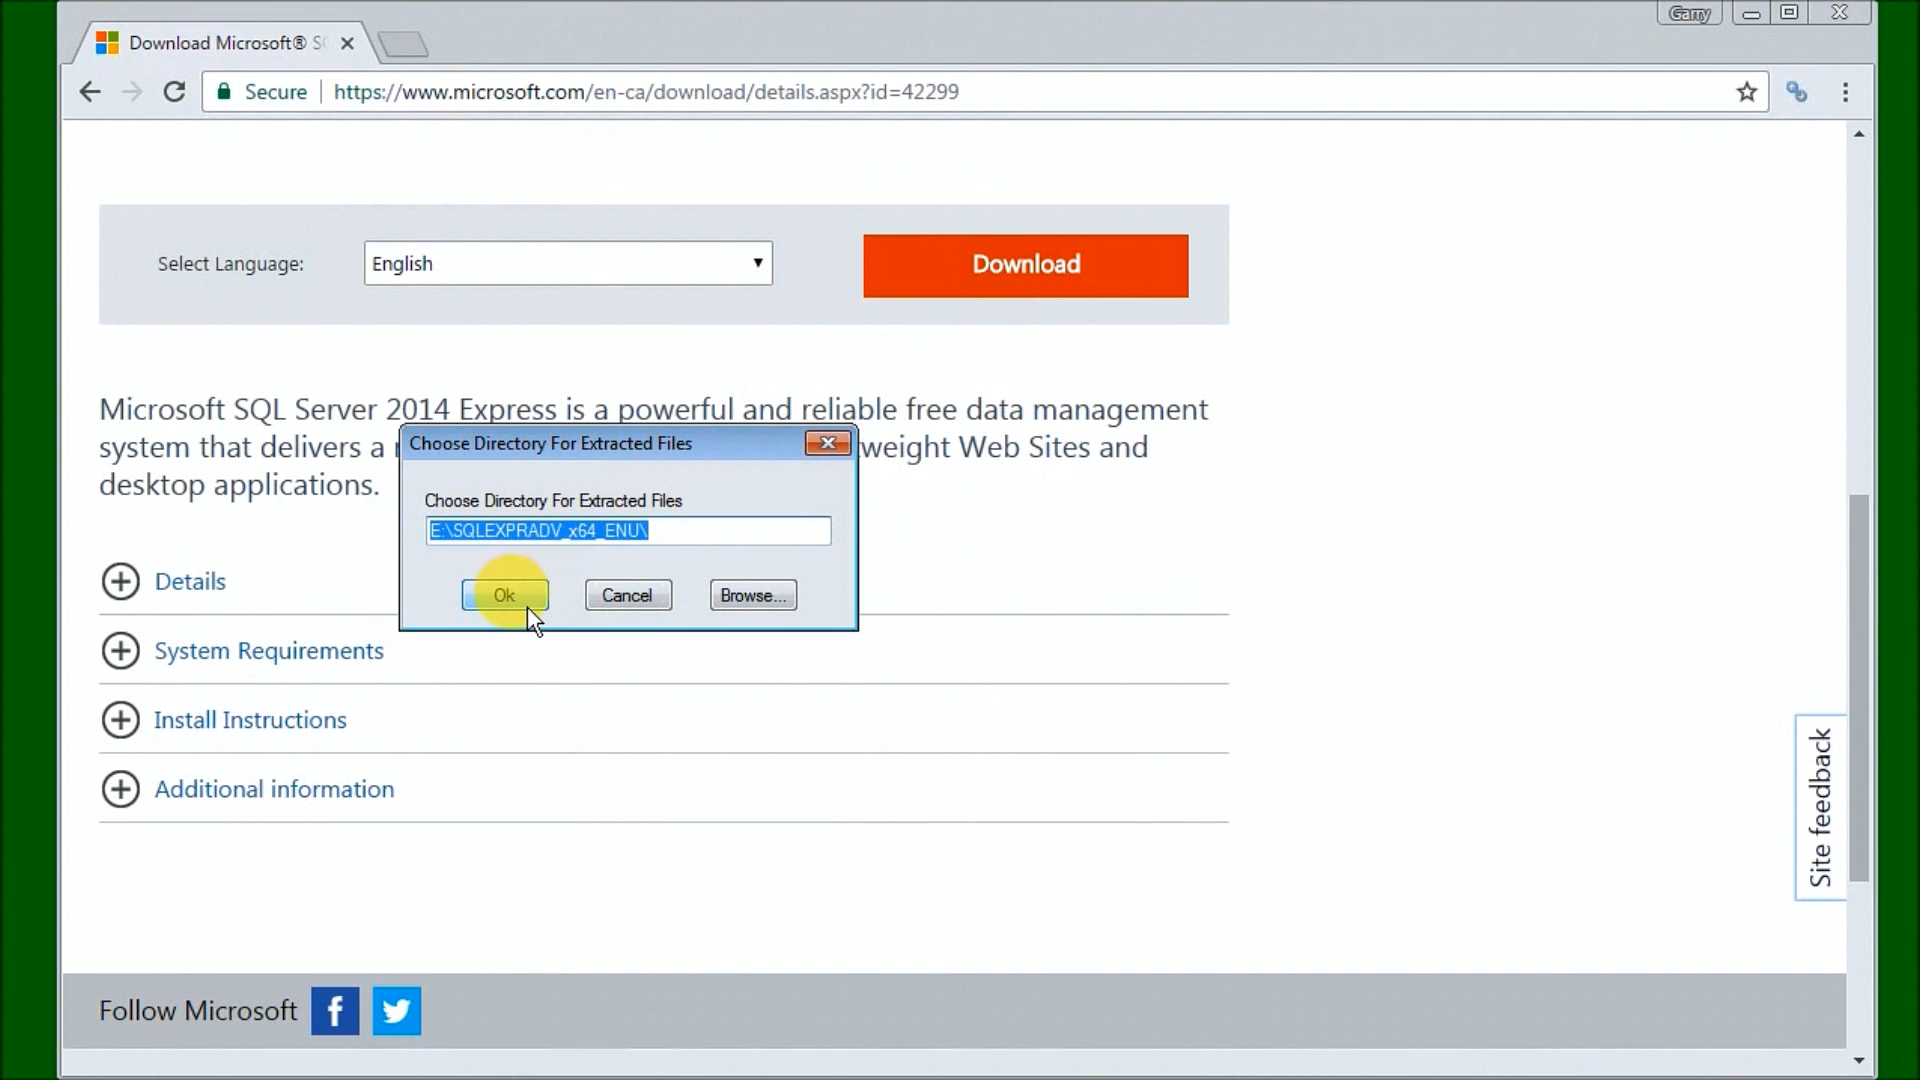 Garry
Download Microsoft® S
Secure https://www.microsoft.com/en-ca/download/details.aspx?id=42299
Select Language: English Download
Microsoft SQL Server 2014 Express is a powerful and reliable free data management
system that delivers a weight Web Sites and
desktop applications.
Choose Directory For Extracted Files
Choose Directory For Extracted Files
E:\SQLEXPRADV_x64_ENU\
Ok Cancel Browse...
Details
System Requirements
Install Instructions
Additional information
Site feedback
Follow Microsoft